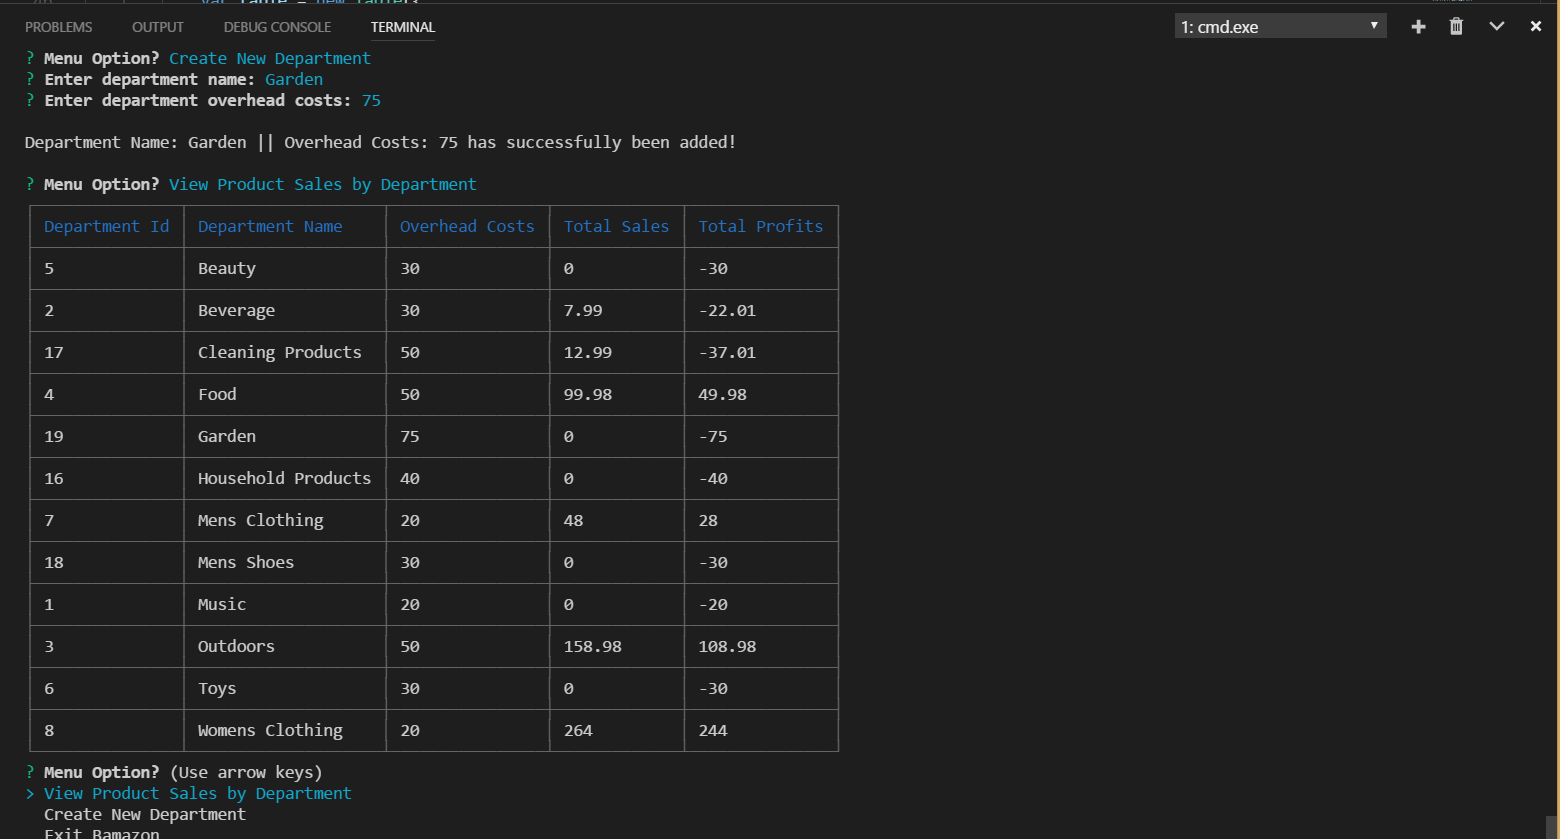 var table = new Table({
PROBLEMS OUTPUT DEBUG CONSOLE TERMINAL 1: cmd.exe
? Menu Option? Create New Department
? Enter department name: Garden
? Enter department overhead costs: 75
Department Name: Garden || Overhead Costs: 75 has successfully been added!
? Menu Option? View Product Sales by Department
Department Id Department Name Overhead Costs Total Sales Total Profits
5 Beauty 30 0 -30
2 Beverage 30 7.99 -22.01
17 Cleaning Products 50 12.99 -37.01
4 Food 50 99.98 49.98
19 Garden 75 0 -75
16 Household Products 40 0 -40
7 Mens Clothing 20 48 28
18 Mens Shoes 30 0 -30
1 Music 20 0 -20
3 Outdoors 50 158.98 108.98
6 Toys 30 0 -30
8 Womens Clothing 20 264 244
? Menu Option? (Use arrow keys)
> View Product Sales by Department
Create New Department
Exit Bamazon